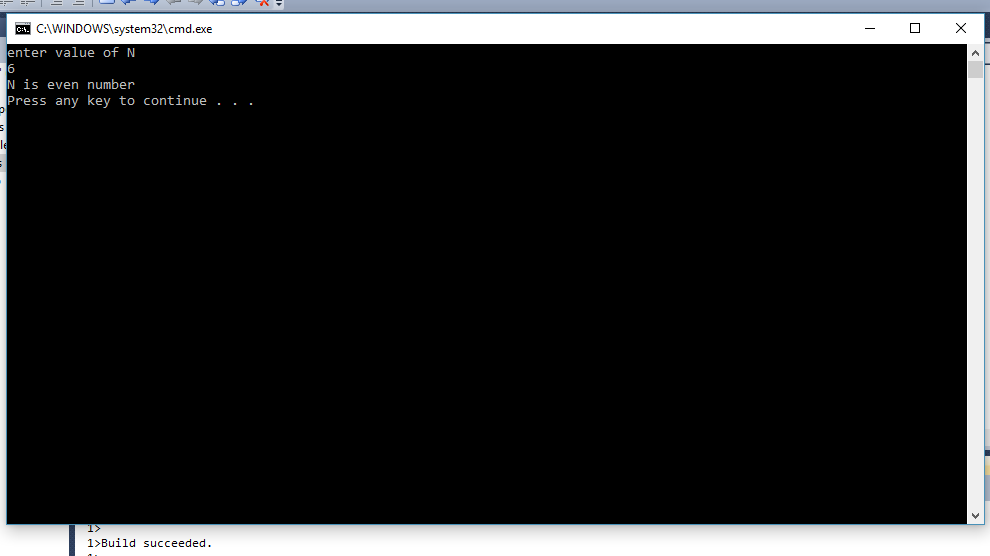 C:\WINDOWS\system32\cmd.exe
enter value of N
6
N is even number
Press any key to continue . . .
1>
1>Build succeeded.